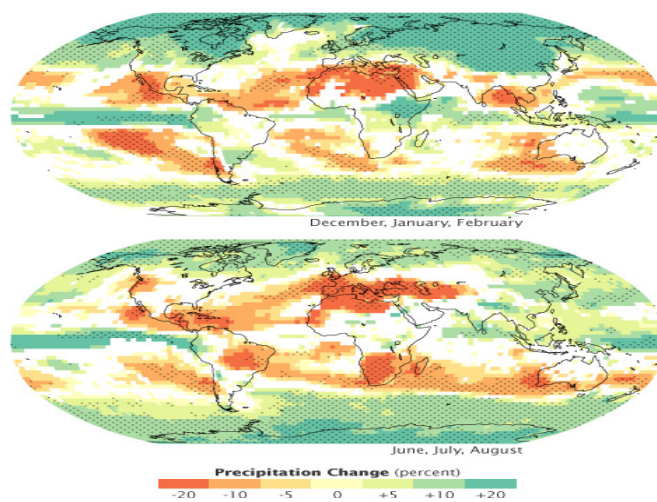 December, January, February
June, July, August
Precipitation Change (percent)
-20 -10 -5 0 +5 +10 +20